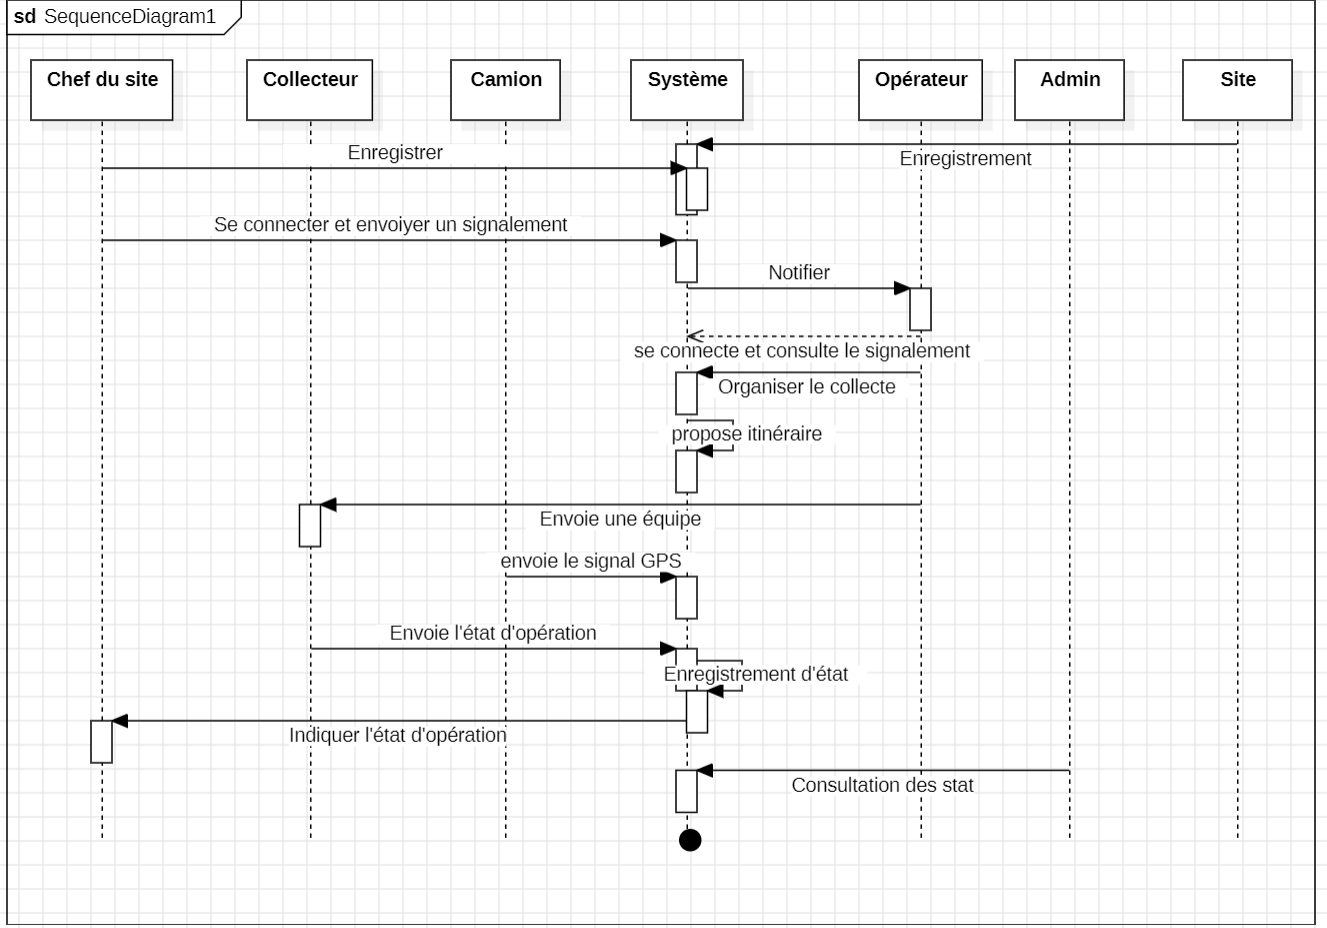 sd SequenceDiagram1
Chef du site
Collecteur
Camion
Système
Opérateur
Admin
Site
Enregistrer
Enregistrement
Se connecter et envoiyer un signalement
Notifier
se connecte et consulte le signalement
Organiser le collecte
propose itinéraire
Envoie une équipe
envoie le signal GPS
Envoie l'état d'opération
Enregistrement d'état
Indiquer l'état d'opération
Consultation des stat